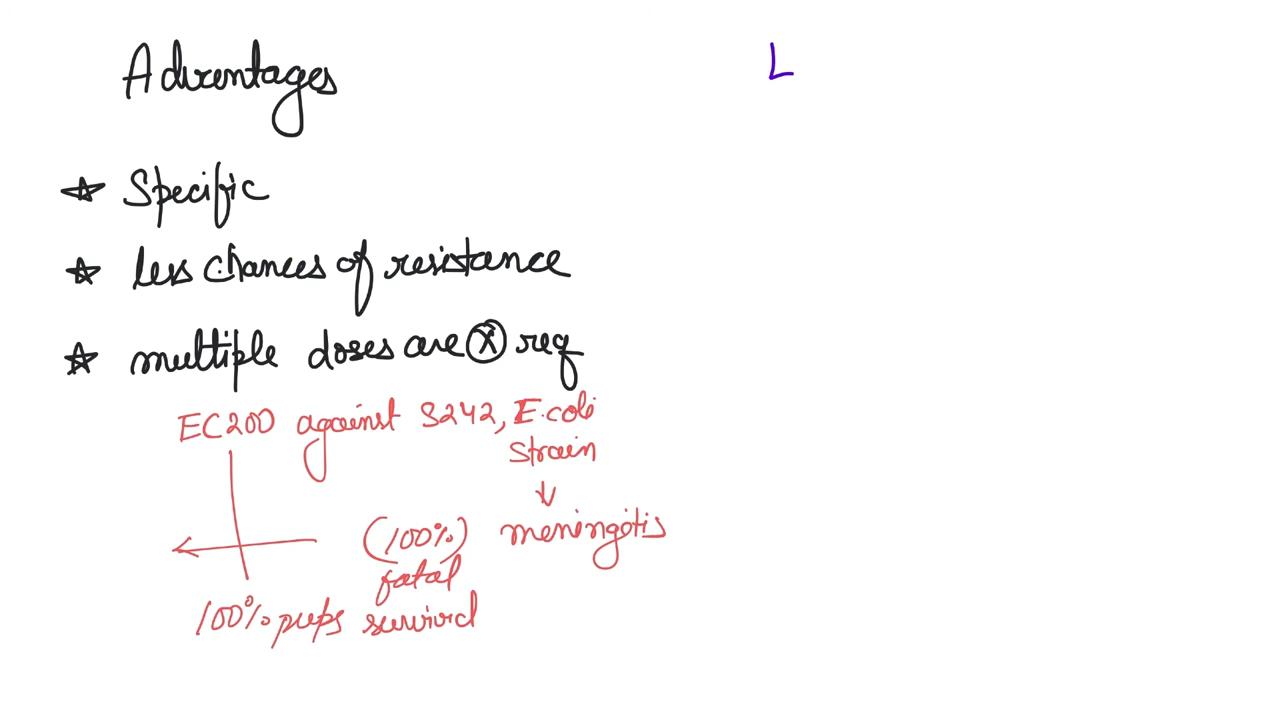 Advantages
L
☆ Specific
☆ less chances of resistance
☆ multiple doses are ⓧ req
EC200 against S242, E.coli
strain
↓
(100%) meningitis
fatal
100% pups survivd